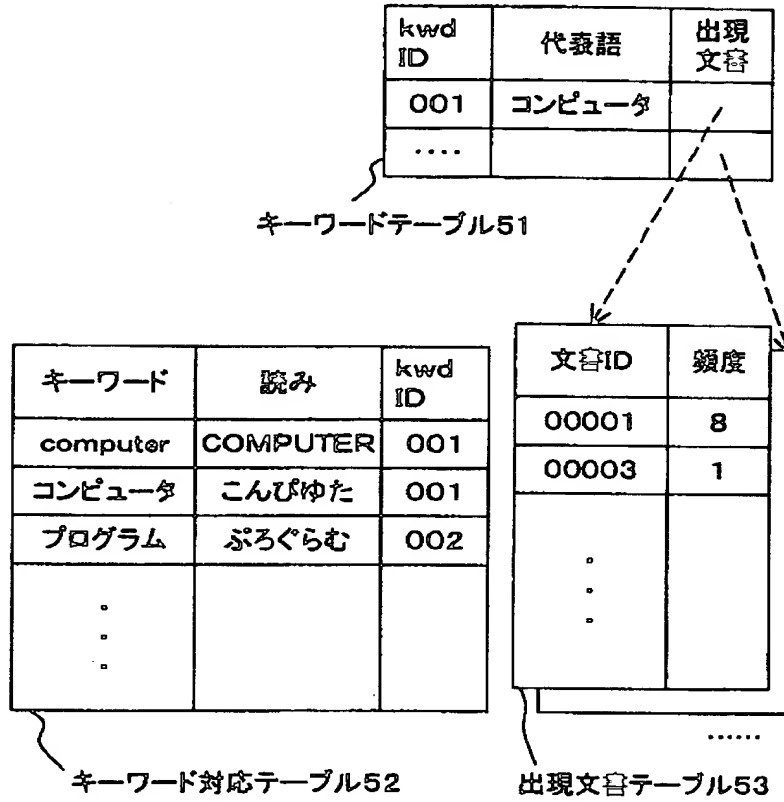 kwd ID 代表語 出現文書
001 コンピュータ
....
キーワードテーブル51
キーワード 読み kwd ID
computer COMPUTER 001
コンピュータ こんぴゆた 001
プログラム ぷろぐらむ 002
キーワード対応テーブル52
文書ID 頻度
00001 8
00003 1
......
出現文書テーブル53